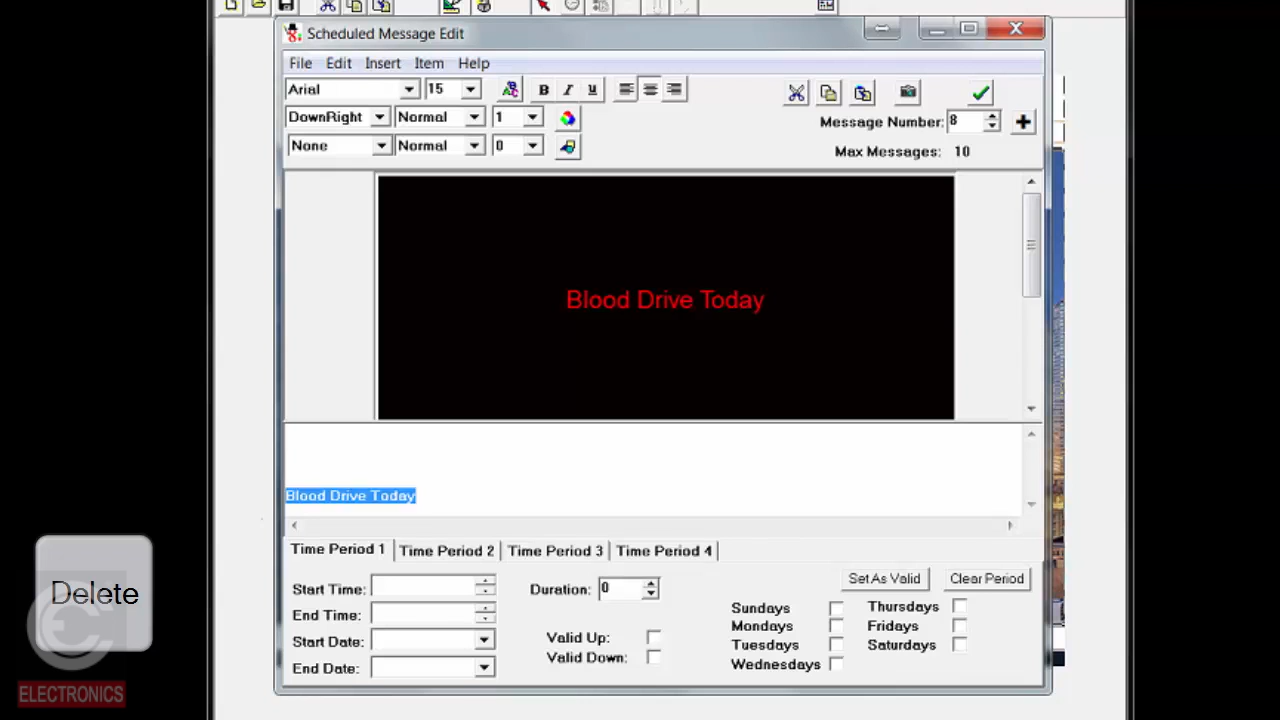 Scheduled Message Edit
File Edit Insert Item Help
Arial 15 B I U
DownRight Normal 1
Message Number: 8
None Normal 0
Max Messages: 10
Blood Drive Today
Blood Drive Today
Time Period 1 Time Period 2 Time Period 3 Time Period 4
Start Time: Duration: 0 Set As Valid Clear Period
End Time: Sundays Thursdays
Start Date: Valid Up: Mondays Fridays
End Date: Valid Down: Tuesdays Saturdays
Wednesdays
Delete
ELECTRONICS